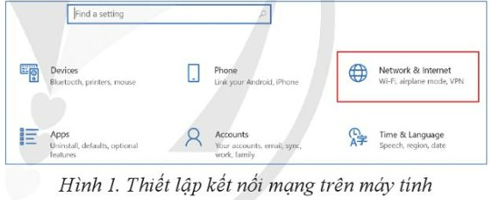 Find a setting
Devices
Bluetooth, printers, mouse
Phone
Link your Android, iPhone
Network & Internet
Wi-Fi, airplane mode, VPN
Apps
Uninstall, defaults, optional
features
Accounts
Your accounts, email, sync,
work, family
Time & Language
Speech, region, date
Hình 1. Thiết lập kết nối mạng trên máy tính